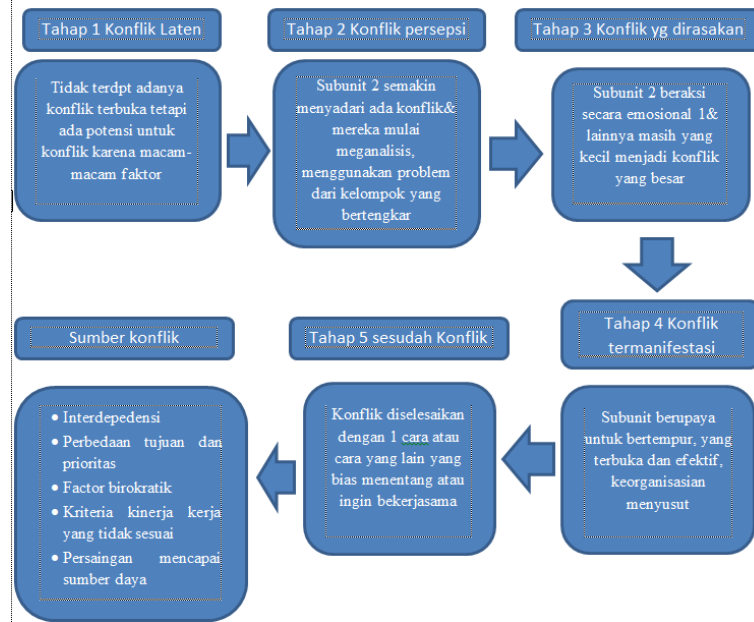 Tahap 1 Konflik Laten
Tidak terdpt adanya
konflik terbuka tetapi
ada potensi untuk
konflik karena macam-
macam faktor
Tahap 2 Konflik persepsi
Subunit 2 semakin
menyadari ada konflik&
mereka mulai
meganalisis,
menggunakan problem
dari kelompok yang
bertengkar
Tahap 3 Konflik yg dirasakan
Subunit 2 beraksi
secara emosional 1&
lainnya masih yang
kecil menjadi konflik
yang besar
Tahap 4 Konflik
termanifestasi
Subunit berupaya
untuk bertempur, yang
terbuka dan efektif,
keorganisasian
menyusut
Tahap 5 sesudah Konflik
Konflik diselesaikan
dengan 1 cara atau
cara yang lain yang
bias menentang atau
ingin bekerjasama
Sumber konflik
• Interdepedensi
• Perbedaan tujuan dan
prioritas
• Factor birokratik
• Kriteria kinerja kerja
yang tidak sesuai
• Persaingan mencapai
sumber daya